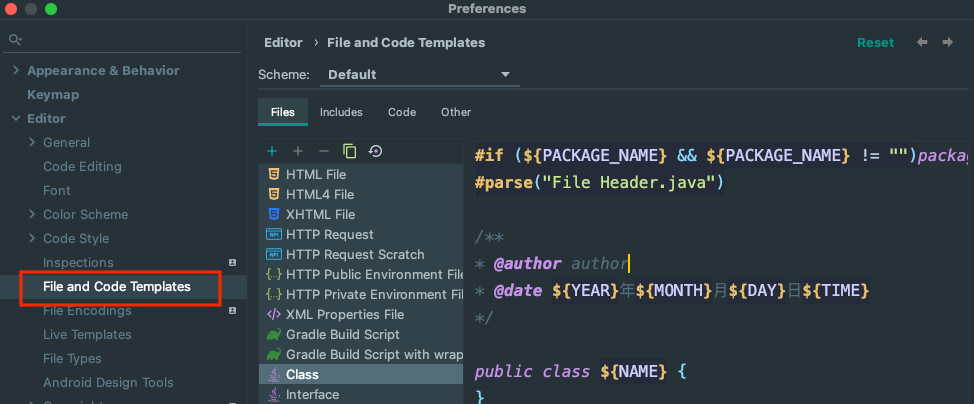 Preferences
Appearance & Behavior
Keymap
Editor
General
Code Editing
Font
Color Scheme
Code Style
Inspections
File and Code Templates
File Encodings
Live Templates
File Types
Android Design Tools
Editor › File and Code Templates
Reset
Scheme: Default
Files Includes Code Other
HTML File
HTML4 File
XHTML File
HTTP Request
HTTP Request Scratch
HTTP Public Environment File
HTTP Private Environment File
XML Properties File
Gradle Build Script
Gradle Build Script with wrap
Class
Interface
#if (${PACKAGE_NAME} && ${PACKAGE_NAME} != "")packag
#parse("File Header.java")
/**
* @author author
* @date ${YEAR}年${MONTH}月${DAY}日${TIME}
*/
public class ${NAME} {
}